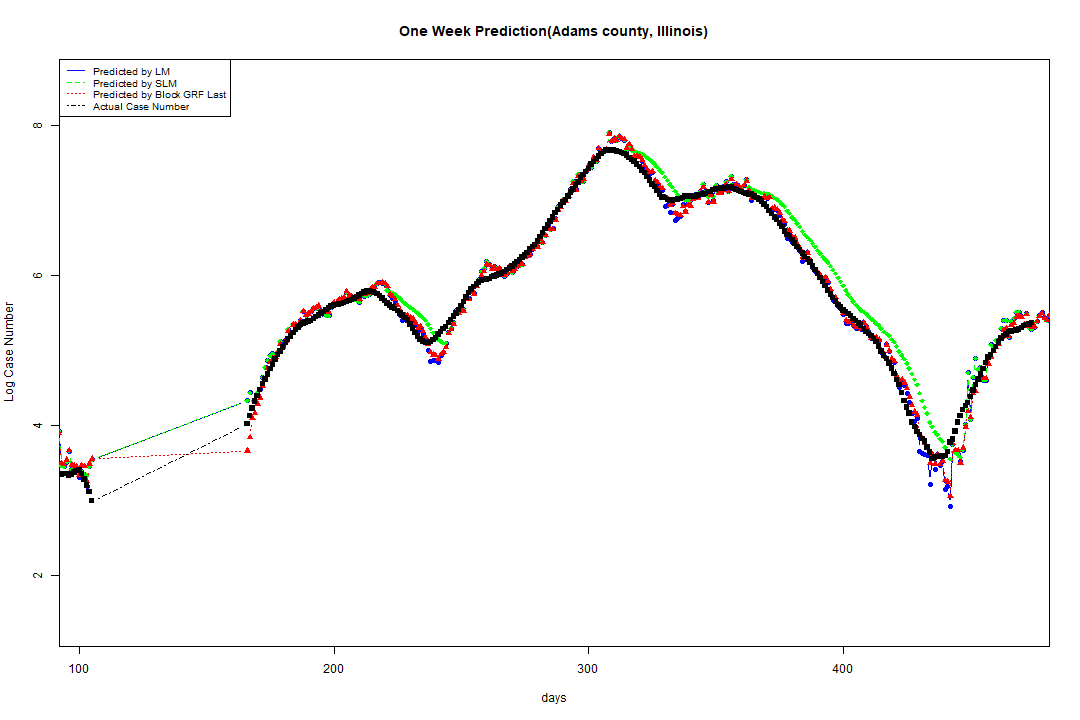 One Week Prediction(Adams county, Illinois)
Predicted by LM
Predicted by SLM
Predicted by Block GRF Last
Actual Case Number
Log Case Number
8
6
4
2
100
200
300
400
days